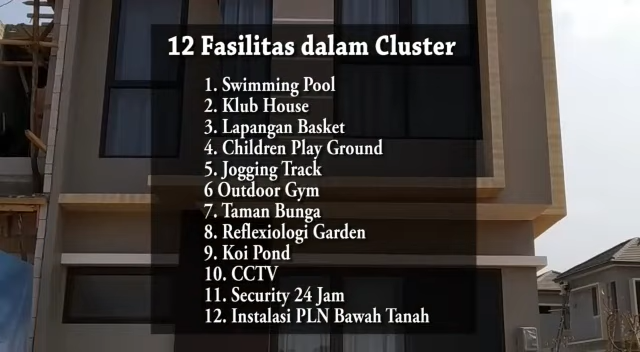 12 Fasilitas dalam Cluster
1. Swimming Pool
2. Klub House
3. Lapangan Basket
4. Children Play Ground
5. Jogging Track
6 Outdoor Gym
7. Taman Bunga
8. Reflexiologi Garden
9. Koi Pond
10. CCTV
11. Security 24 Jam
12. Instalasi PLN Bawah Tanah